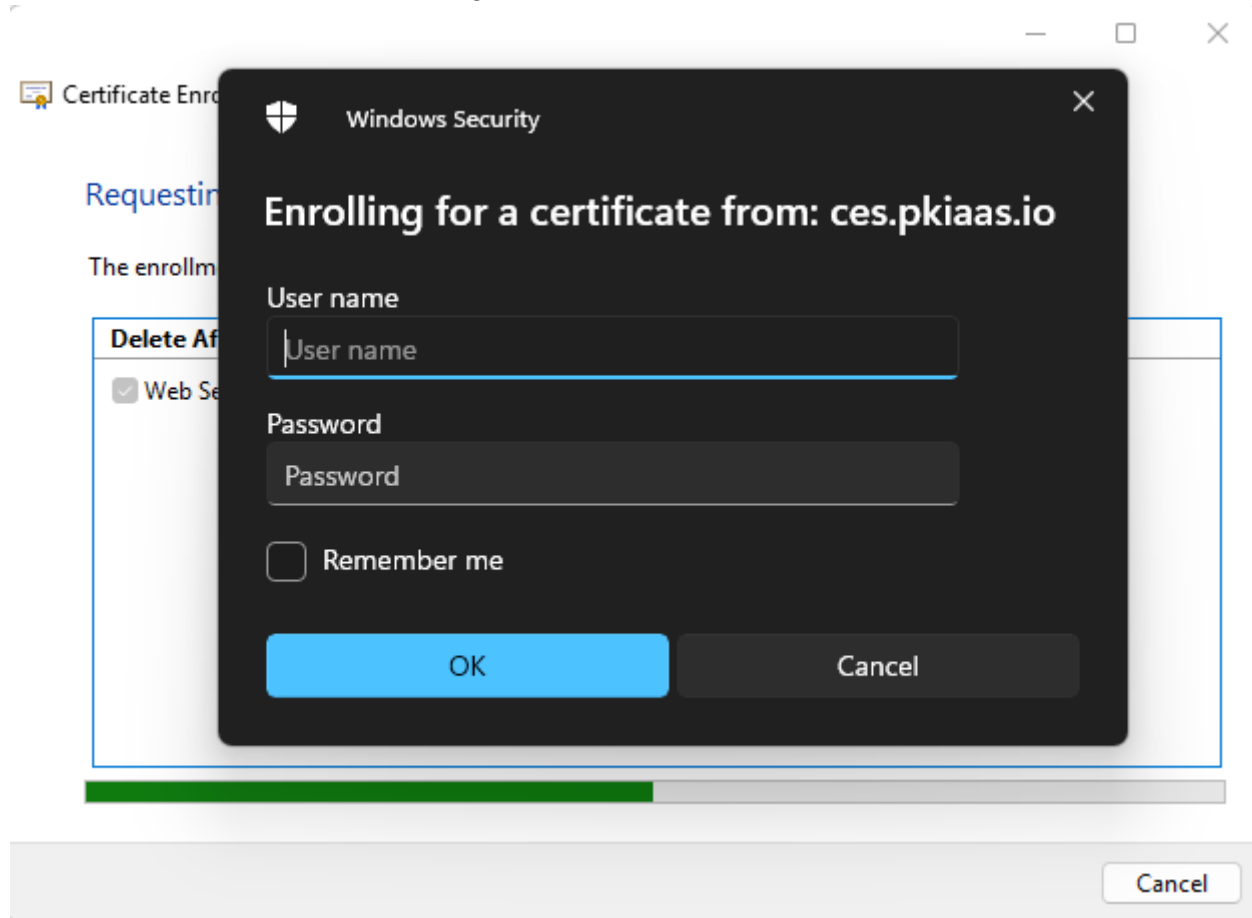 Certificate Enro
Windows Security
Requestin
Enrolling for a certificate from: ces.pkiaas.io
The enrollm
User name
User name
Delete Af
Web Se
Password
Password
Remember me
OK
Cancel
Cancel